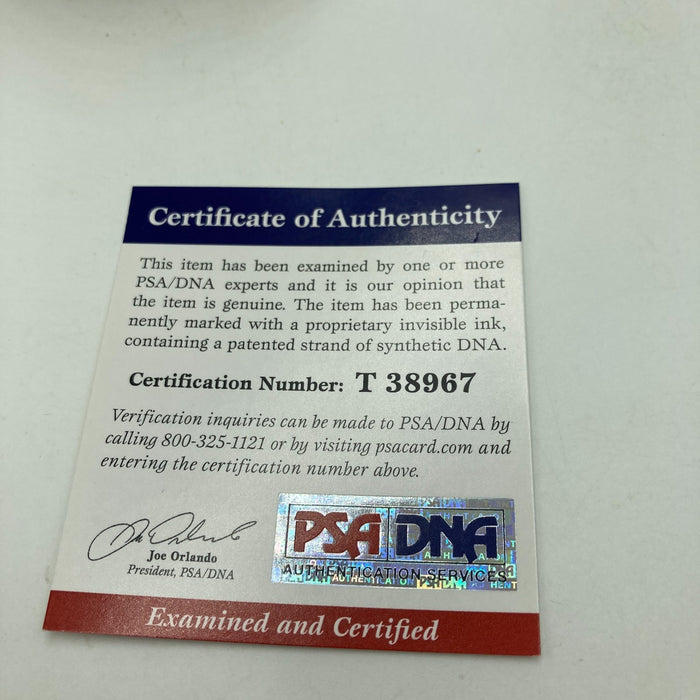 Certificate of Authenticity
This item has been examined by one or more
PSA/DNA experts and it is our opinion that
the item is genuine. The item has been perma-
nently marked with a proprietary invisible ink,
containing a patented strand of synthetic DNA.
Certification Number: T 38967
Verification inquiries can be made to PSA/DNA by
calling 800-325-1121 or by visiting psacard.com and
entering the certification number above.
Joe Orlando
President, PSA/DNA
PSA DNA
AUTHENTICATION SERVICES
Examined and Certified